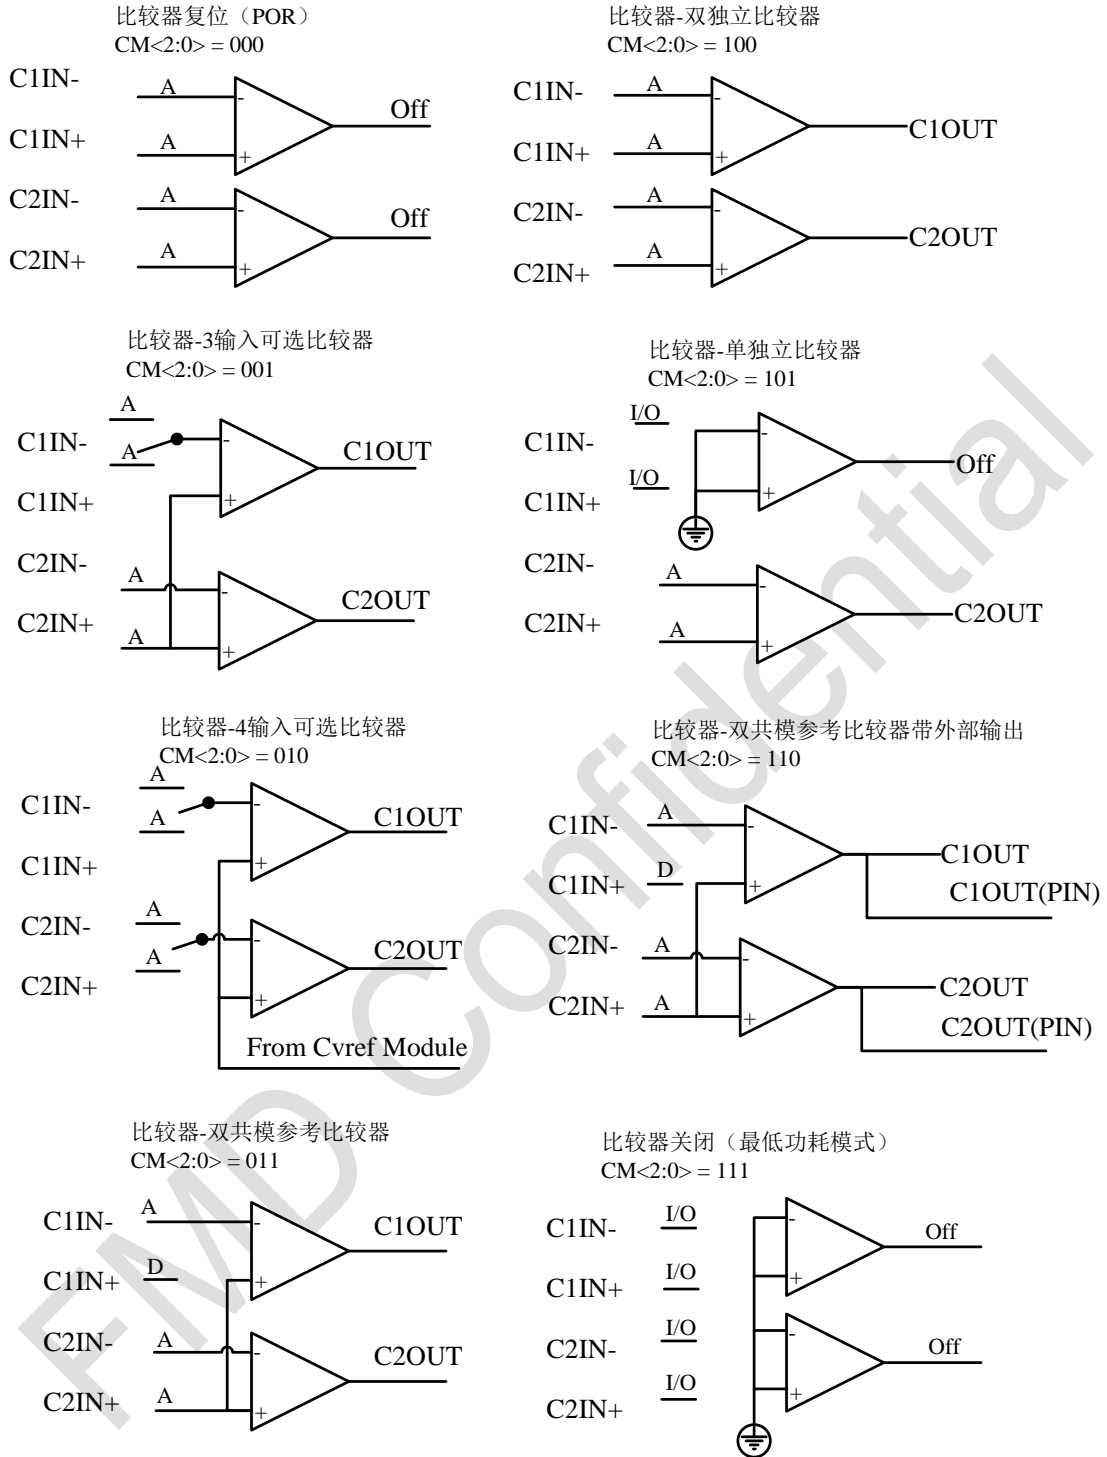 比较器复位（POR）
CM<2:0> = 000
C1IN-
A
-
Off
C1IN+
A
+
C2IN-
A
-
Off
C2IN+
A
+
比较器-双独立比较器
CM<2:0> = 100
C1IN-
A
-
C1OUT
C1IN+
A
+
C2IN-
A
-
C2OUT
C2IN+
A
+
比较器-3输入可选比较器
CM<2:0> = 001
A
C1IN-
A
-
C1OUT
C1IN+
+
C2IN-
A
-
C2OUT
C2IN+
A
+
比较器-单独立比较器
CM<2:0> = 101
I/O
C1IN-
-
Off
I/O
C1IN+
+
C2IN-
A
-
C2OUT
C2IN+
A
+
比较器-4输入可选比较器
CM<2:0> = 010
A
C1IN-
A
-
C1OUT
C1IN+
+
A
C2IN-
A
-
C2OUT
C2IN+
+
From Cvref Module
比较器-双共模参考比较器带外部输出
CM<2:0> = 110
C1IN-
A
-
C1OUT
C1IN+
D
+
C1OUT(PIN)
C2IN-
A
-
C2OUT
C2IN+
A
+
C2OUT(PIN)
比较器-双共模参考比较器
CM<2:0> = 011
C1IN-
A
-
C1OUT
C1IN+
D
+
C2IN-
A
-
C2OUT
C2IN+
A
+
比较器关闭（最低功耗模式）
CM<2:0> = 111
C1IN-
I/O
-
Off
C1IN+
I/O
+
C2IN-
I/O
-
Off
C2IN+
I/O
+
FMD Confidential